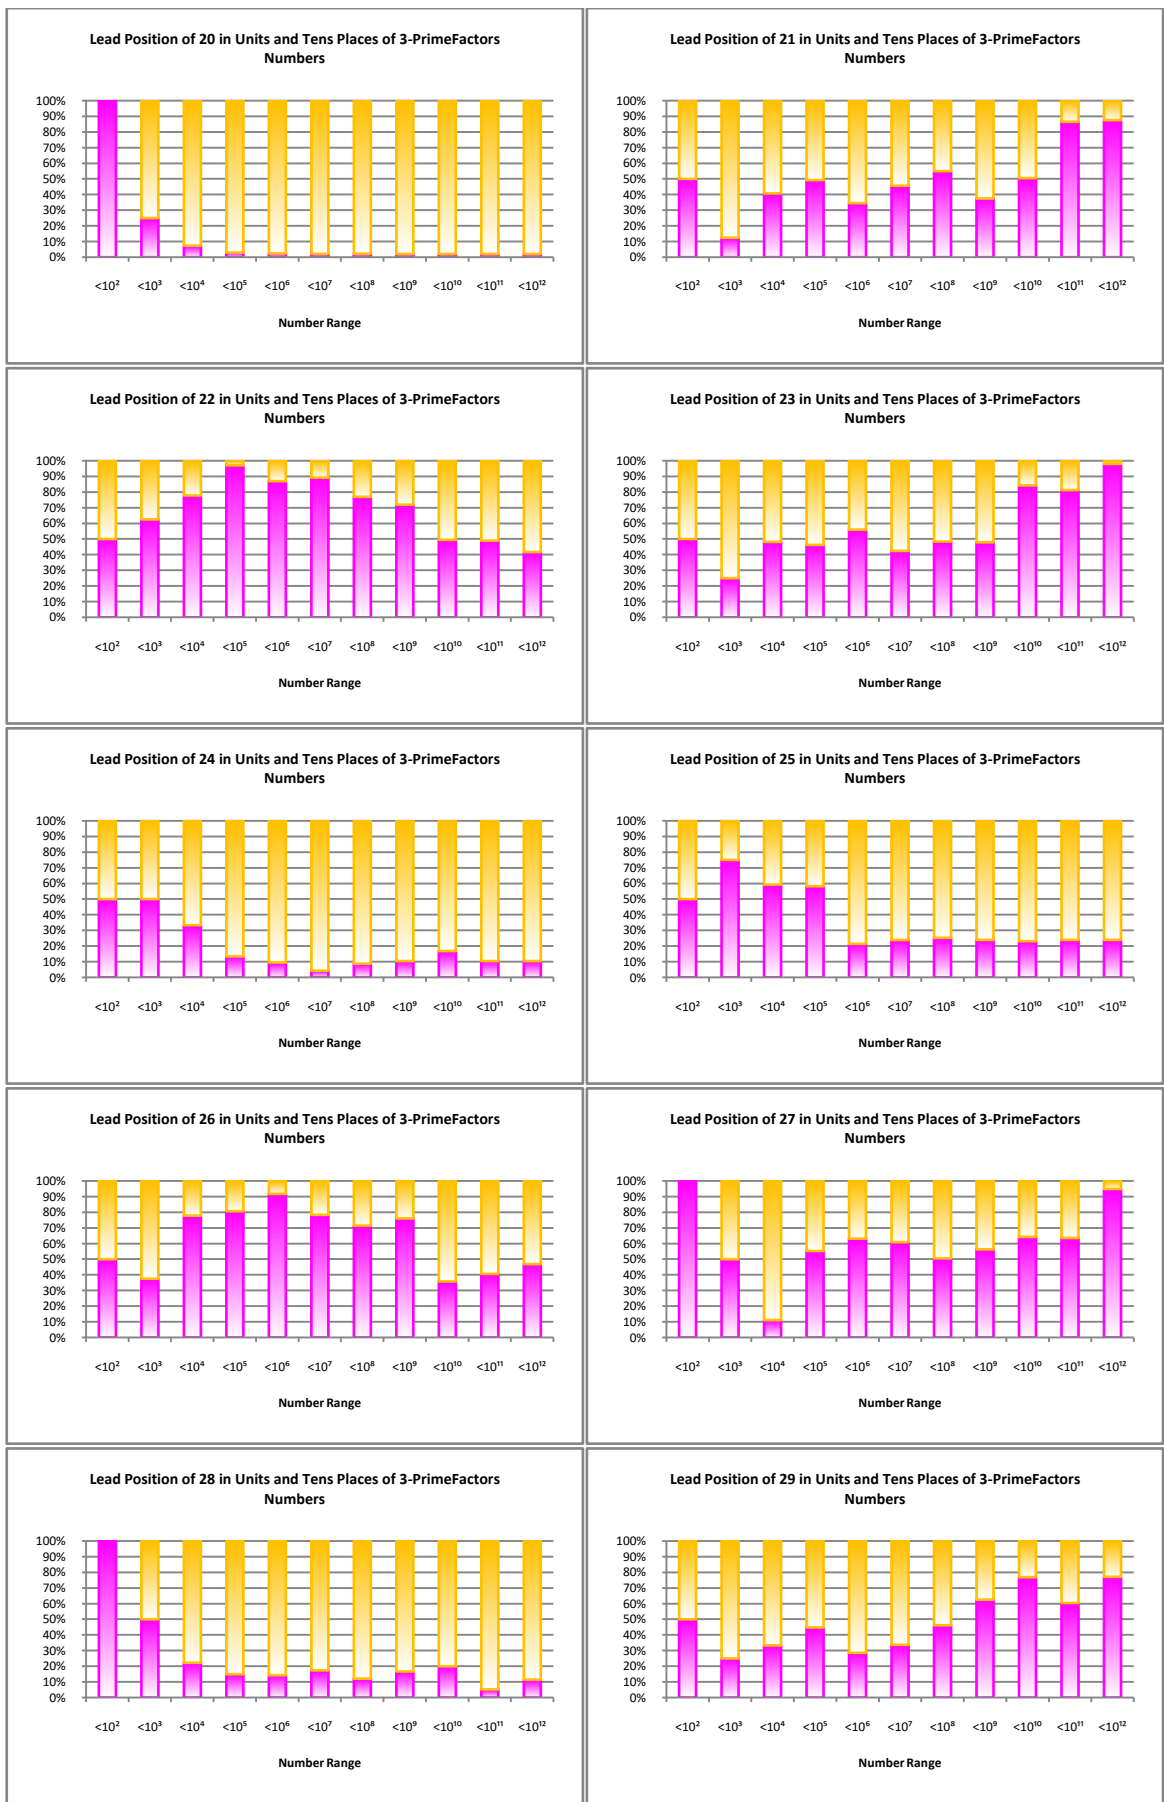 Lead Position of 20 in Units and Tens Places of 3-PrimeFactors
Numbers
100%
90%
80%
70%
60%
50%
40%
30%
20%
10%
0%
<10² <10³ <10⁴ <10⁵ <10⁶ <10⁷ <10⁸ <10⁹ <10¹⁰ <10¹¹ <10¹²
Number Range
Lead Position of 21 in Units and Tens Places of 3-PrimeFactors
Numbers
100%
90%
80%
70%
60%
50%
40%
30%
20%
10%
0%
<10² <10³ <10⁴ <10⁵ <10⁶ <10⁷ <10⁸ <10⁹ <10¹⁰ <10¹¹ <10¹²
Number Range
Lead Position of 22 in Units and Tens Places of 3-PrimeFactors
Numbers
100%
90%
80%
70%
60%
50%
40%
30%
20%
10%
0%
<10² <10³ <10⁴ <10⁵ <10⁶ <10⁷ <10⁸ <10⁹ <10¹⁰ <10¹¹ <10¹²
Number Range
Lead Position of 23 in Units and Tens Places of 3-PrimeFactors
Numbers
100%
90%
80%
70%
60%
50%
40%
30%
20%
10%
0%
<10² <10³ <10⁴ <10⁵ <10⁶ <10⁷ <10⁸ <10⁹ <10¹⁰ <10¹¹ <10¹²
Number Range
Lead Position of 24 in Units and Tens Places of 3-PrimeFactors
Numbers
100%
90%
80%
70%
60%
50%
40%
30%
20%
10%
0%
<10² <10³ <10⁴ <10⁵ <10⁶ <10⁷ <10⁸ <10⁹ <10¹⁰ <10¹¹ <10¹²
Number Range
Lead Position of 25 in Units and Tens Places of 3-PrimeFactors
Numbers
100%
90%
80%
70%
60%
50%
40%
30%
20%
10%
0%
<10² <10³ <10⁴ <10⁵ <10⁶ <10⁷ <10⁸ <10⁹ <10¹⁰ <10¹¹ <10¹²
Number Range
Lead Position of 26 in Units and Tens Places of 3-PrimeFactors
Numbers
100%
90%
80%
70%
60%
50%
40%
30%
20%
10%
0%
<10² <10³ <10⁴ <10⁵ <10⁶ <10⁷ <10⁸ <10⁹ <10¹⁰ <10¹¹ <10¹²
Number Range
Lead Position of 27 in Units and Tens Places of 3-PrimeFactors
Numbers
100%
90%
80%
70%
60%
50%
40%
30%
20%
10%
0%
<10² <10³ <10⁴ <10⁵ <10⁶ <10⁷ <10⁸ <10⁹ <10¹⁰ <10¹¹ <10¹²
Number Range
Lead Position of 28 in Units and Tens Places of 3-PrimeFactors
Numbers
100%
90%
80%
70%
60%
50%
40%
30%
20%
10%
0%
<10² <10³ <10⁴ <10⁵ <10⁶ <10⁷ <10⁸ <10⁹ <10¹⁰ <10¹¹ <10¹²
Number Range
Lead Position of 29 in Units and Tens Places of 3-PrimeFactors
Numbers
100%
90%
80%
70%
60%
50%
40%
30%
20%
10%
0%
<10² <10³ <10⁴ <10⁵ <10⁶ <10⁷ <10⁸ <10⁹ <10¹⁰ <10¹¹ <10¹²
Number Range